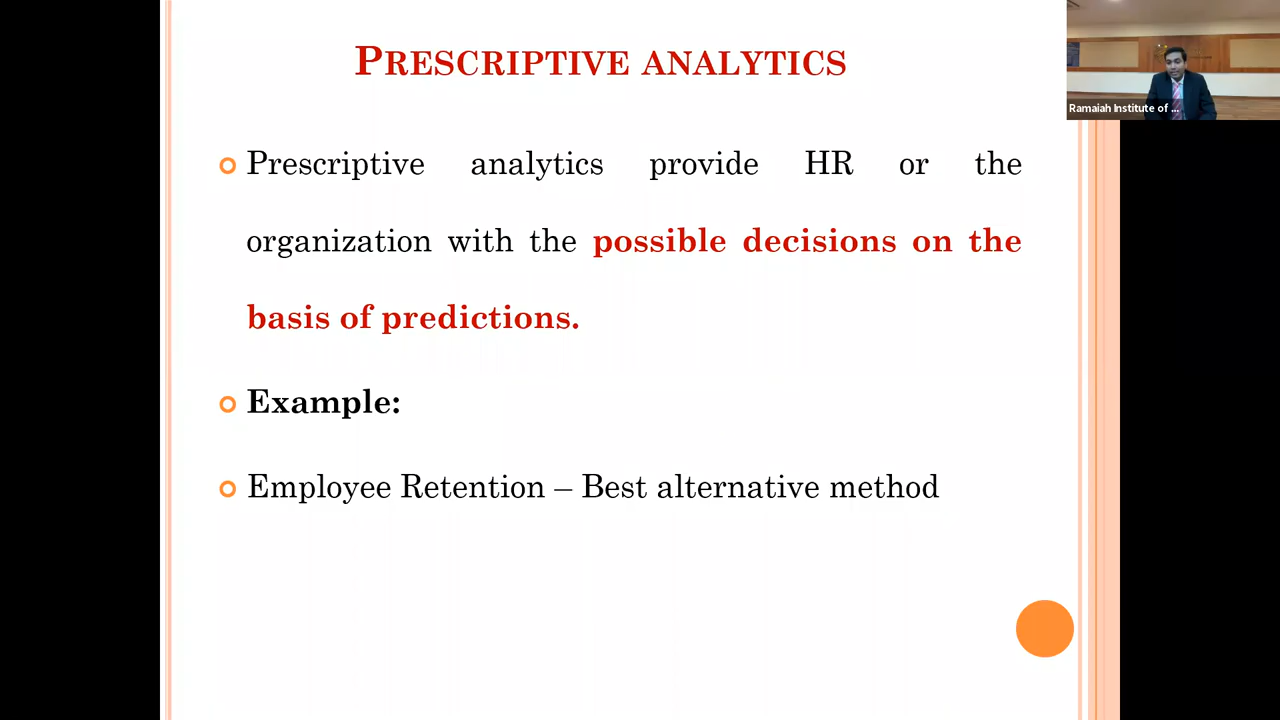 PRESCRIPTIVE ANALYTICS
Prescriptive analytics provide HR or the
organization with the possible decisions on the
basis of predictions.
Example:
Employee Retention – Best alternative method
Ramaiah Institute of ...